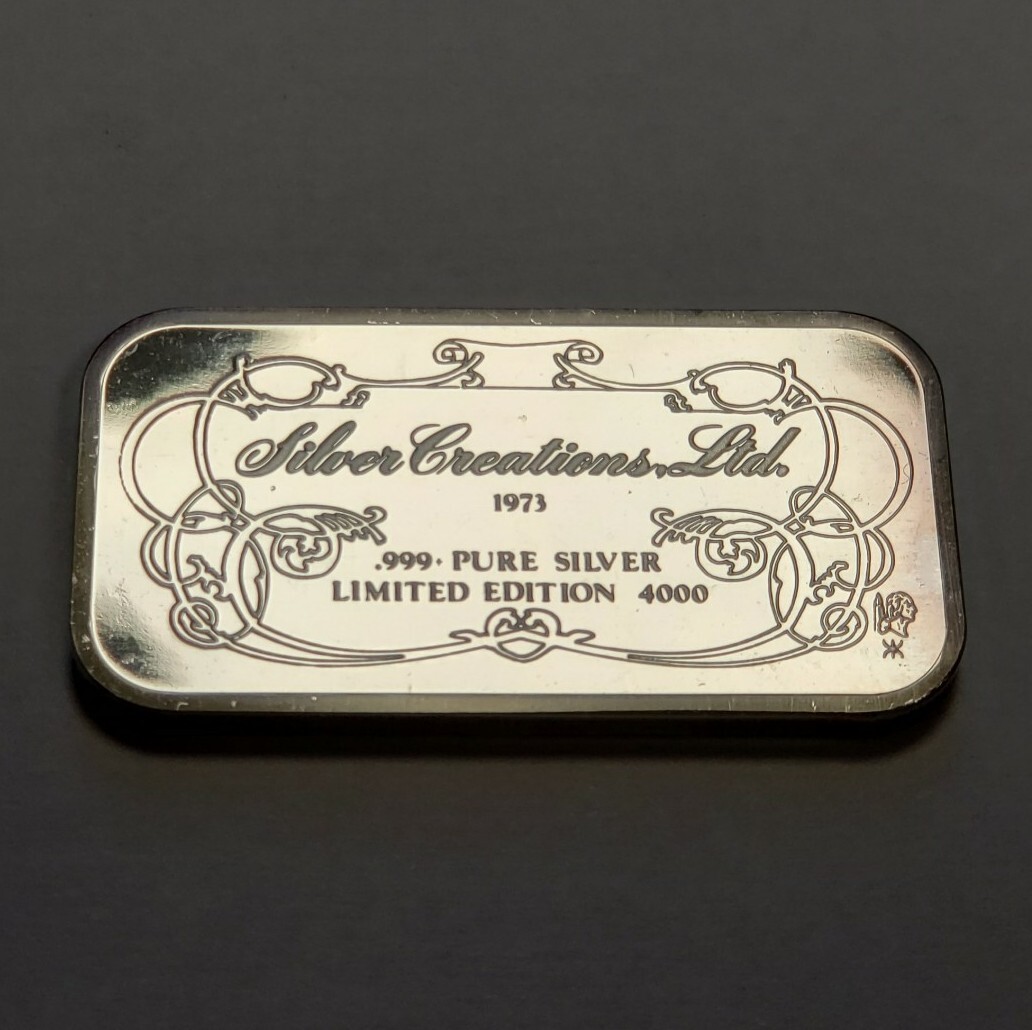 Silver Creations, Ltd.
1973
.999+ PURE SILVER
LIMITED EDITION 4000